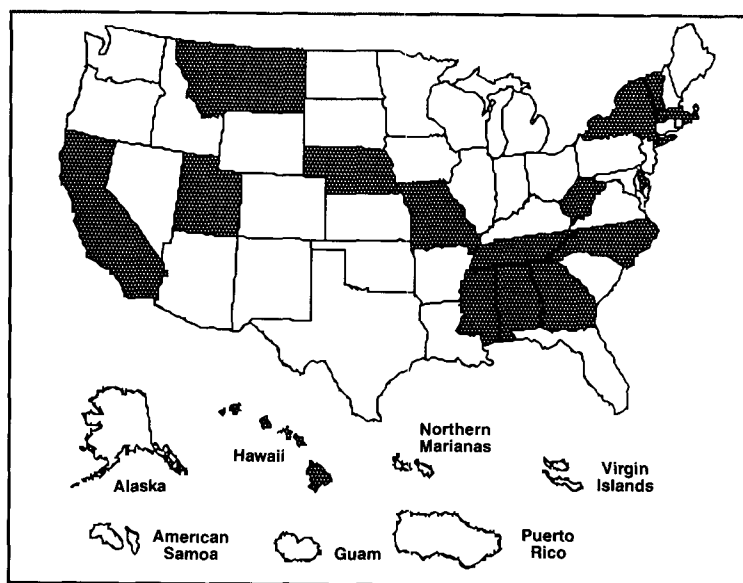 Northern
Marianas
Hawaii
Virgin
Islands
Alaska
American
Samoa
Guam
Puerto
Rico